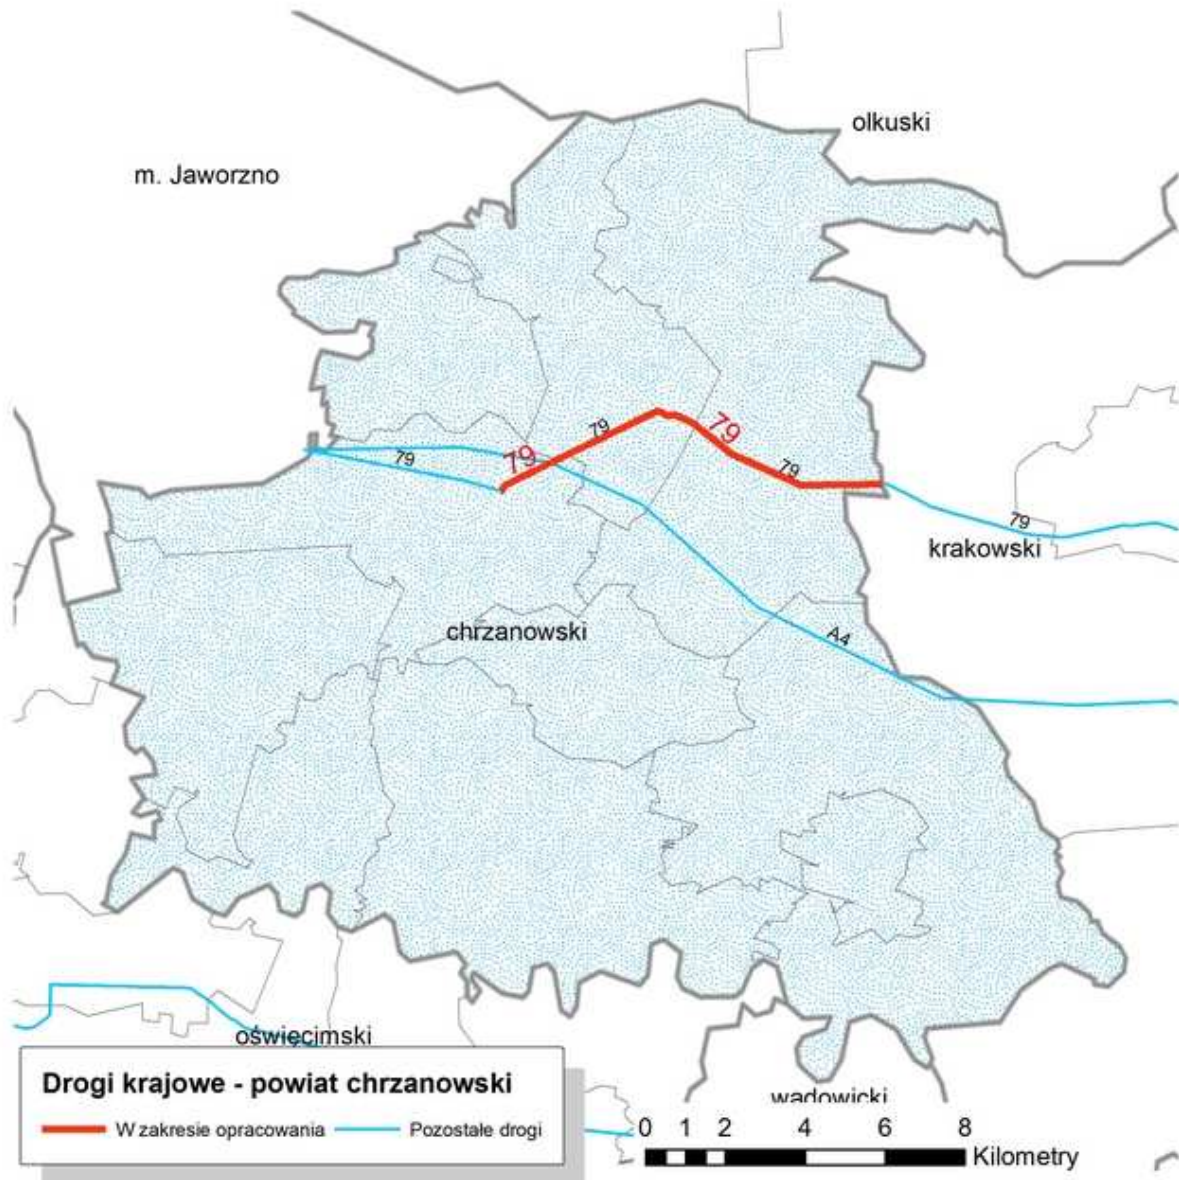 olkuski
m. Jaworzno
79
79
79
79
79
79
krakowski
chrzanowski
A4
oświęcimski
Drogi krajowe - powiat chrzanowski
W zakresie opracowania Pozostałe drogi
wadowicki
0 1 2 4 6 8
Kilometry